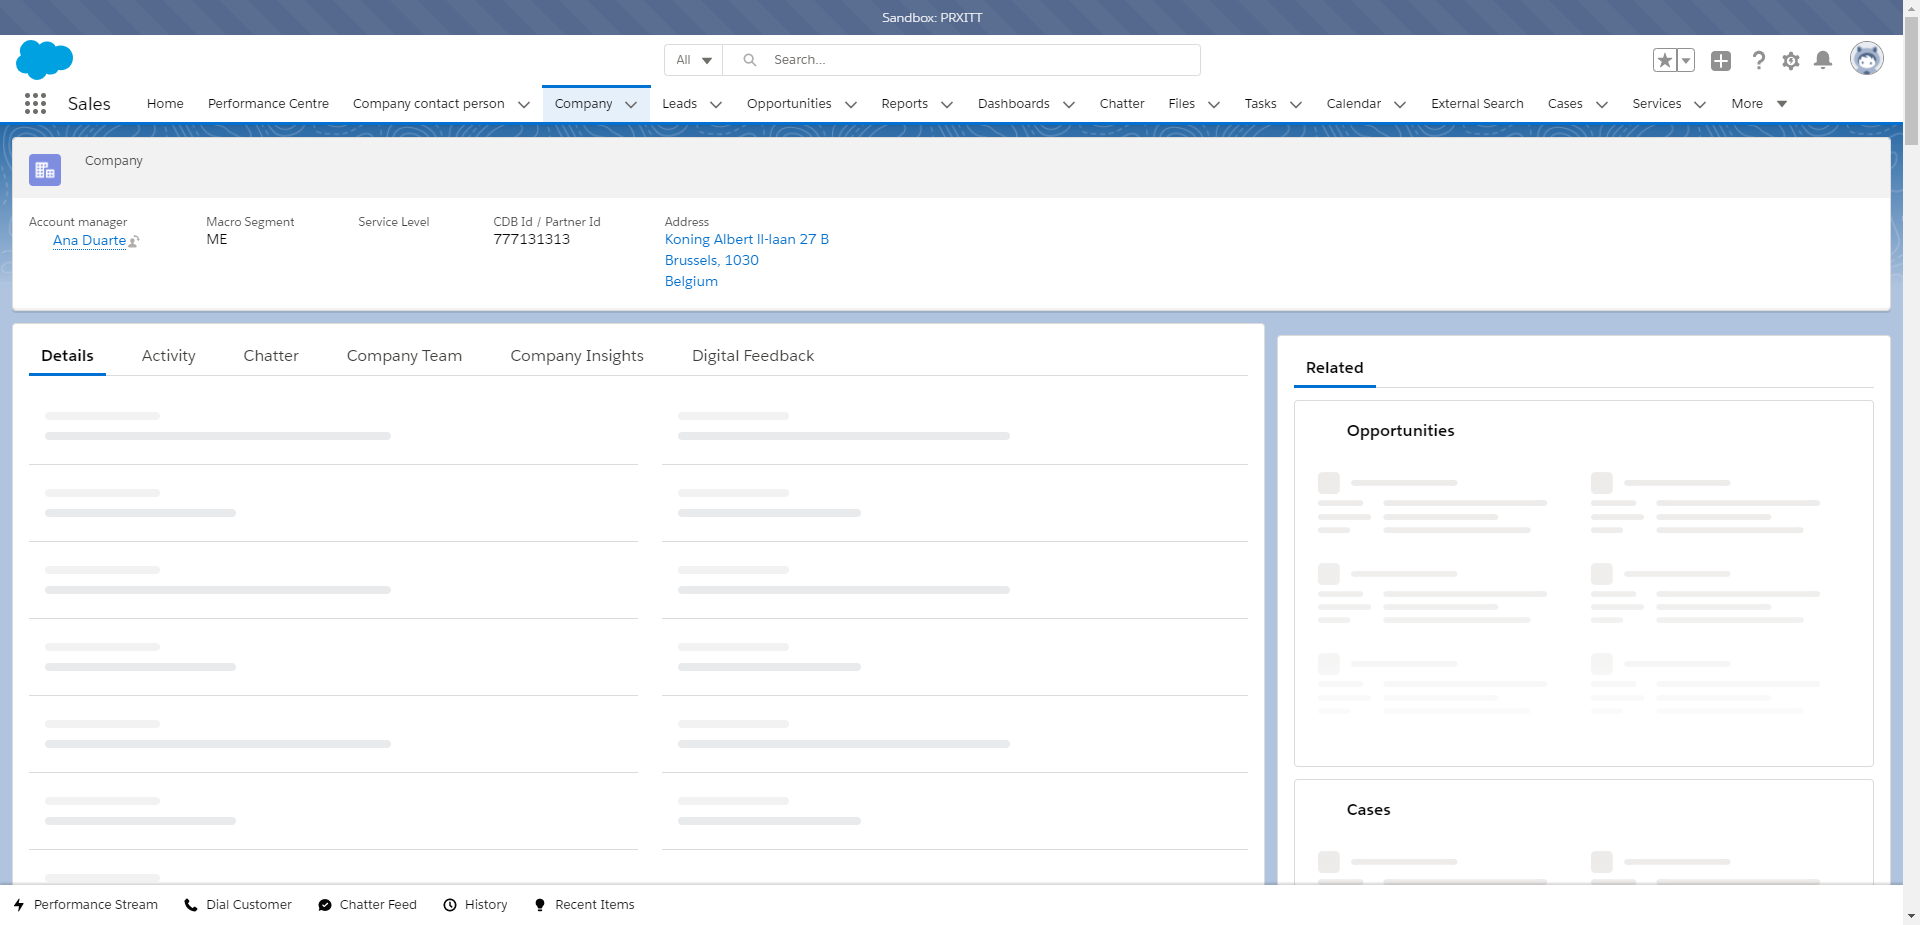 Sandbox: PRXITT
All
Search...
Sales
Home
Performance Centre
Company contact person
Company
Leads
Opportunities
Reports
Dashboards
Chatter
Files
Tasks
Calendar
External Search
Cases
Services
More
Company
Account manager
Ana Duarte
Macro Segment
ME
Service Level
CDB Id / Partner Id
777131313
Address
Koning Albert II-laan 27 B
Brussels, 1030
Belgium
Details
Activity
Chatter
Company Team
Company Insights
Digital Feedback
Related
Opportunities
Cases
Performance Stream
Dial Customer
Chatter Feed
History
Recent Items